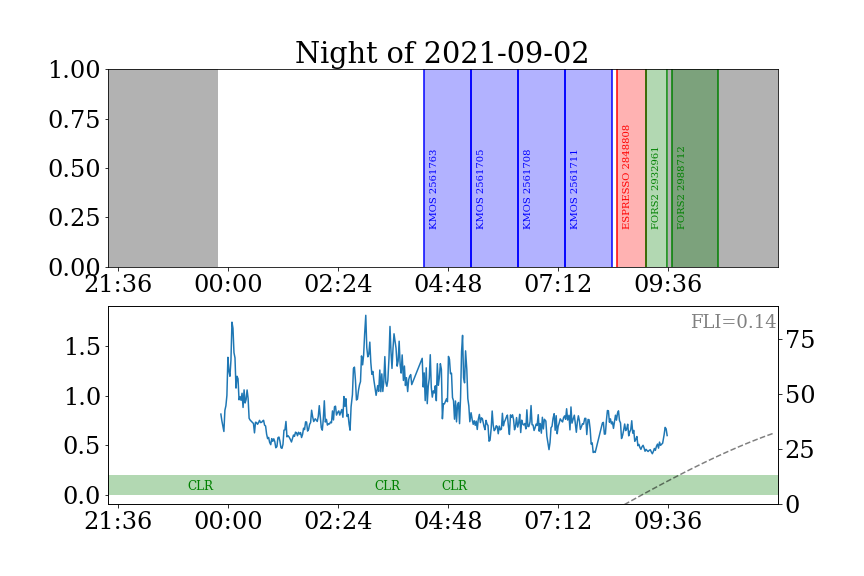 Night of 2021-09-02
1.00
0.75
0.50
0.25
0.00
KMOS 2561763
KMOS 2561705
KMOS 2561708
KMOS 2561711
ESPRESSO 2848808
FORS2 2932961
FORS2 2988712
21:36 00:00 02:24 04:48 07:12 09:36
FLI=0.14
1.5
1.0
0.5
0.0
75
50
25
0
CLR CLR CLR
21:36 00:00 02:24 04:48 07:12 09:36